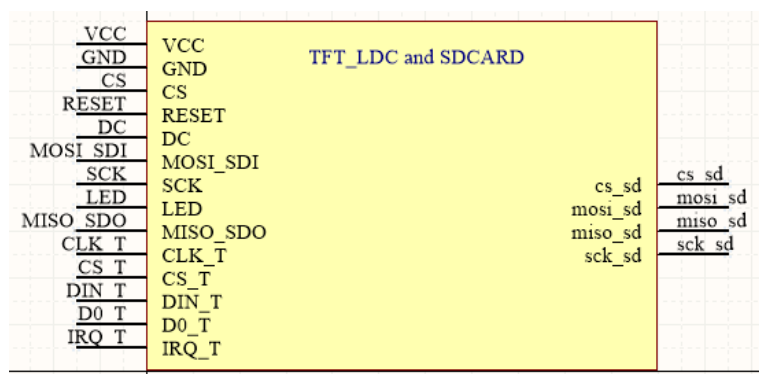 VCC
GND
CS
RESET
DC
MOSI_SDI
SCK
LED
MISO_SDO
CLK_T
CS_T
DIN_T
D0_T
IRQ_T
TFT_LDC and SDCARD
VCC
GND
CS
RESET
DC
MOSI_SDI
SCK
LED
MISO_SDO
CLK_T
CS_T
DIN_T
D0_T
IRQ_T
cs_sd
mosi_sd
miso_sd
sck_sd
cs_sd
mosi_sd
miso_sd
sck_sd